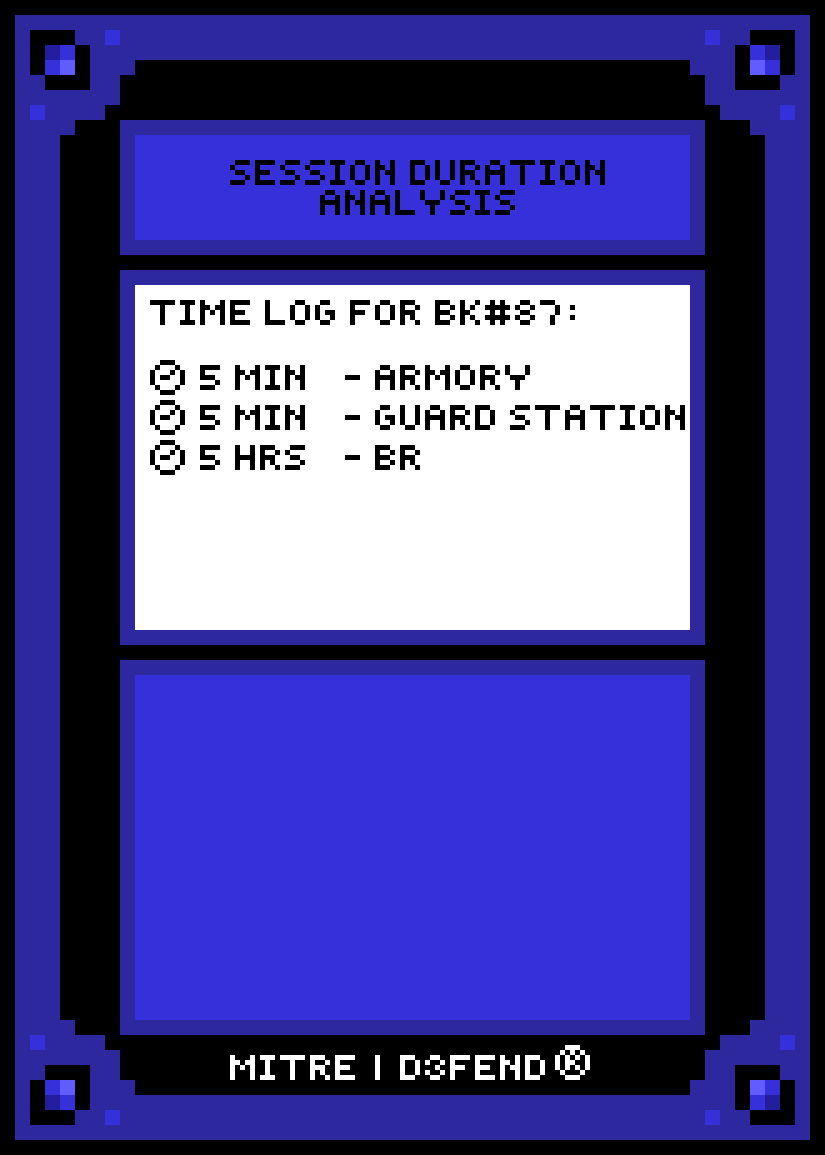 SESSION DURATION
ANALYSIS
TIME LOG FOR BK#87:
5 MIN - ARMORY
5 MIN - GUARD STATION
5 HRS - BR
MITRE | D3FEND®